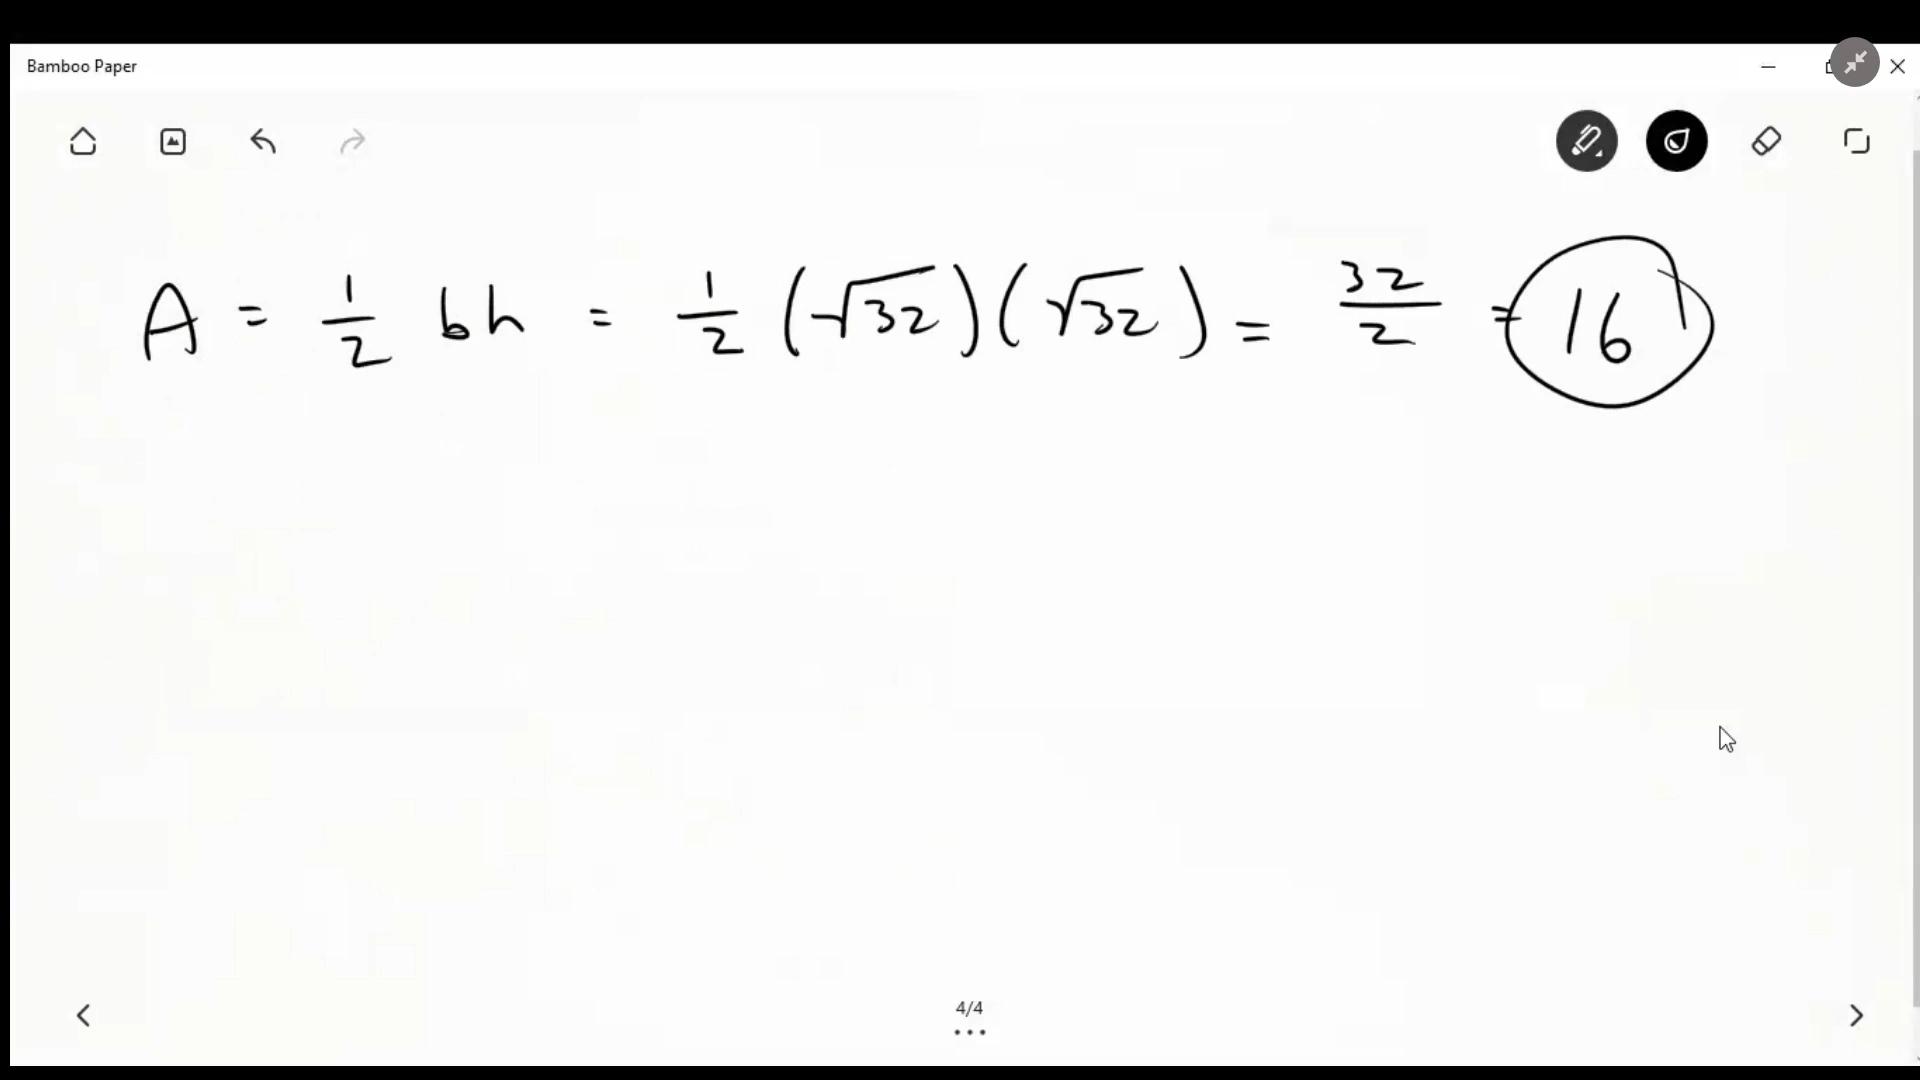 Bamboo Paper
A = 1/2 bh = 1/2 (√32)(√32) = 32/2 = 16
4/4